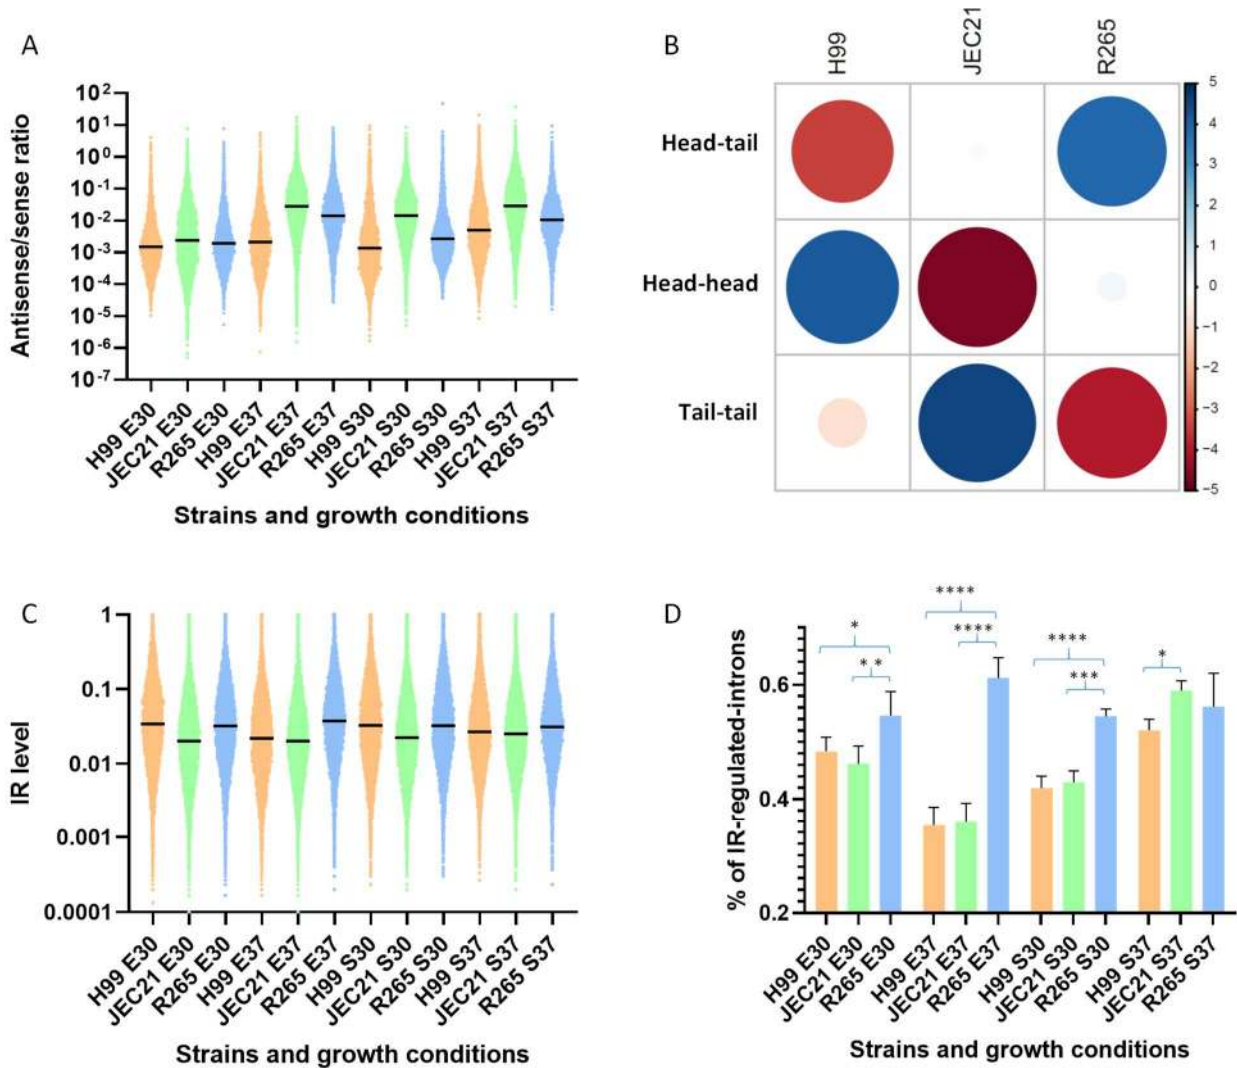 A
Antisense/sense ratio
10²
10¹
10⁰
10⁻¹
10⁻²
10⁻³
10⁻⁴
10⁻⁵
10⁻⁶
10⁻⁷
H99 E30
JEC21 E30
R265 E30
H99 E37
JEC21 E37
R265 E37
H99 S30
JEC21 S30
R265 S30
H99 S37
JEC21 S37
R265 S37
Strains and growth conditions
B
H99
JEC21
R265
Head-tail
Head-head
Tail-tail
5
4
3
2
1
0
−1
−2
−3
−4
−5
C
IR level
1
0.1
0.01
0.001
0.0001
H99 E30
JEC21 E30
R265 E30
H99 E37
JEC21 E37
R265 E37
H99 S30
JEC21 S30
R265 S30
H99 S37
JEC21 S37
R265 S37
Strains and growth conditions
D
% of IR-regulated-introns
0.6
0.4
0.2
*
**
****
****
****
***
*
H99 E30
JEC21 E30
R265 E30
H99 E37
JEC21 E37
R265 E37
H99 S30
JEC21 S30
R265 S30
H99 S37
JEC21 S37
R265 S37
Strains and growth conditions